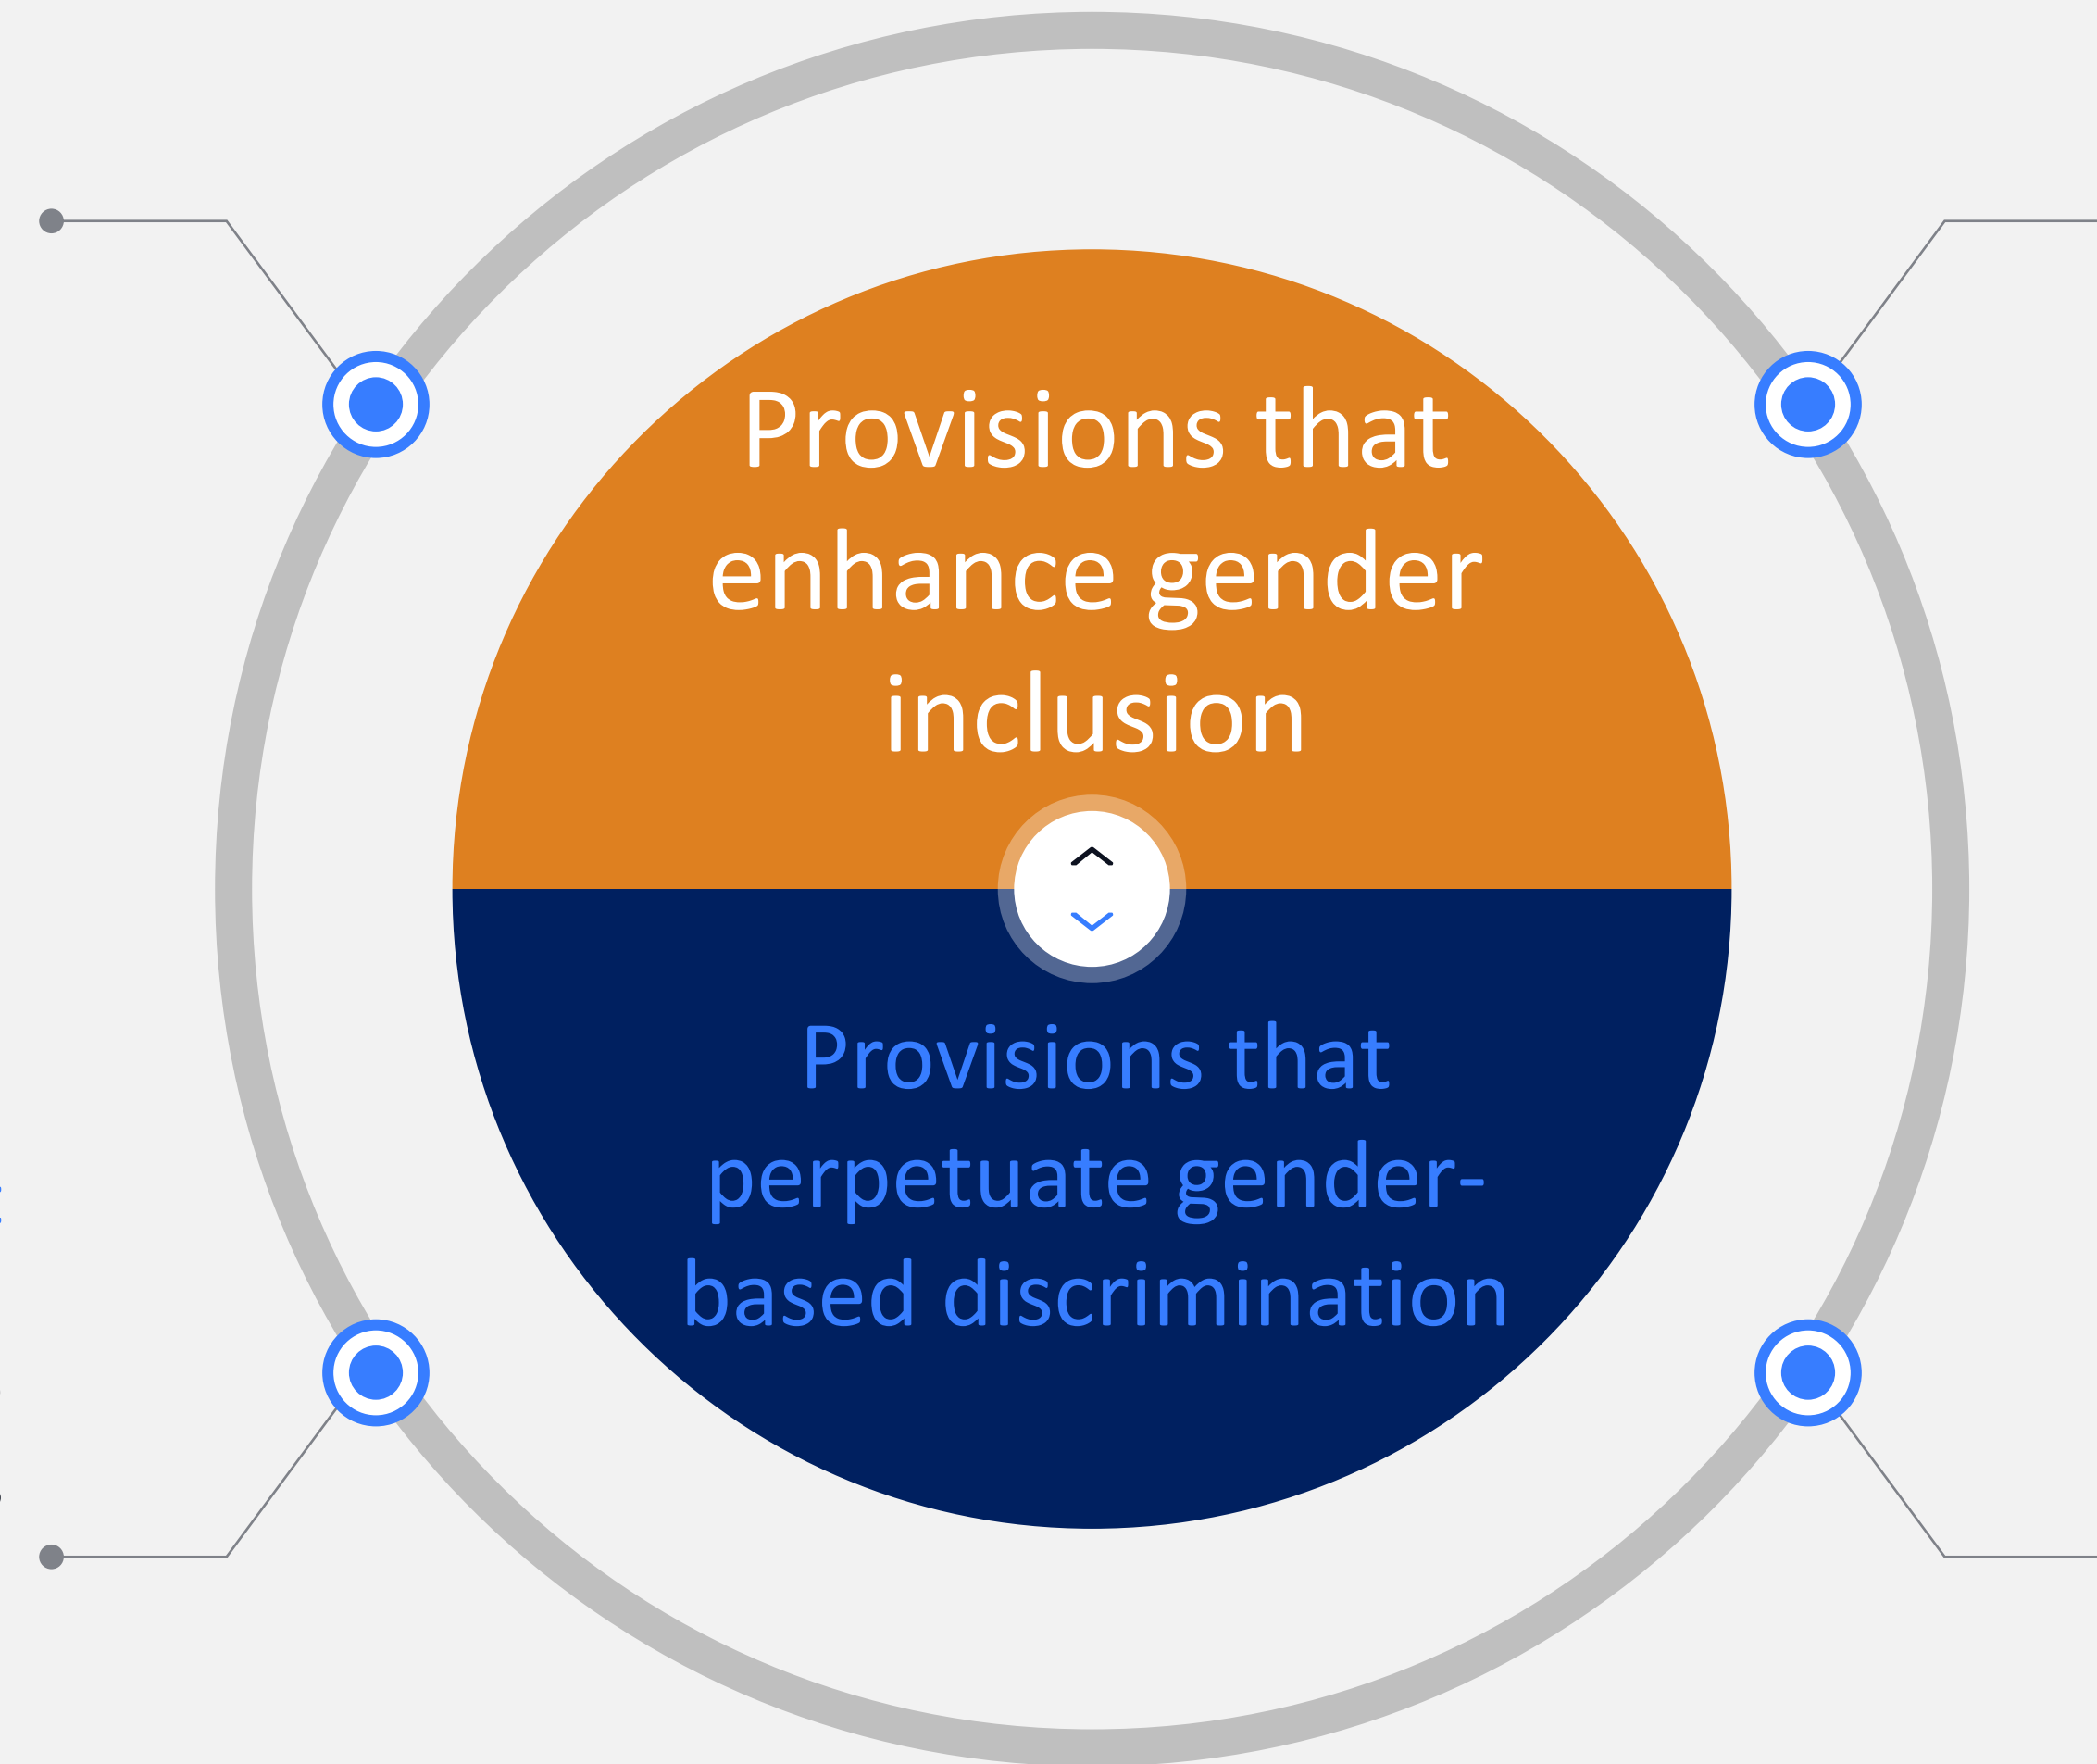 Provisions that
enhance gender
inclusion
Provisions that
perpetuate gender-
based discrimination